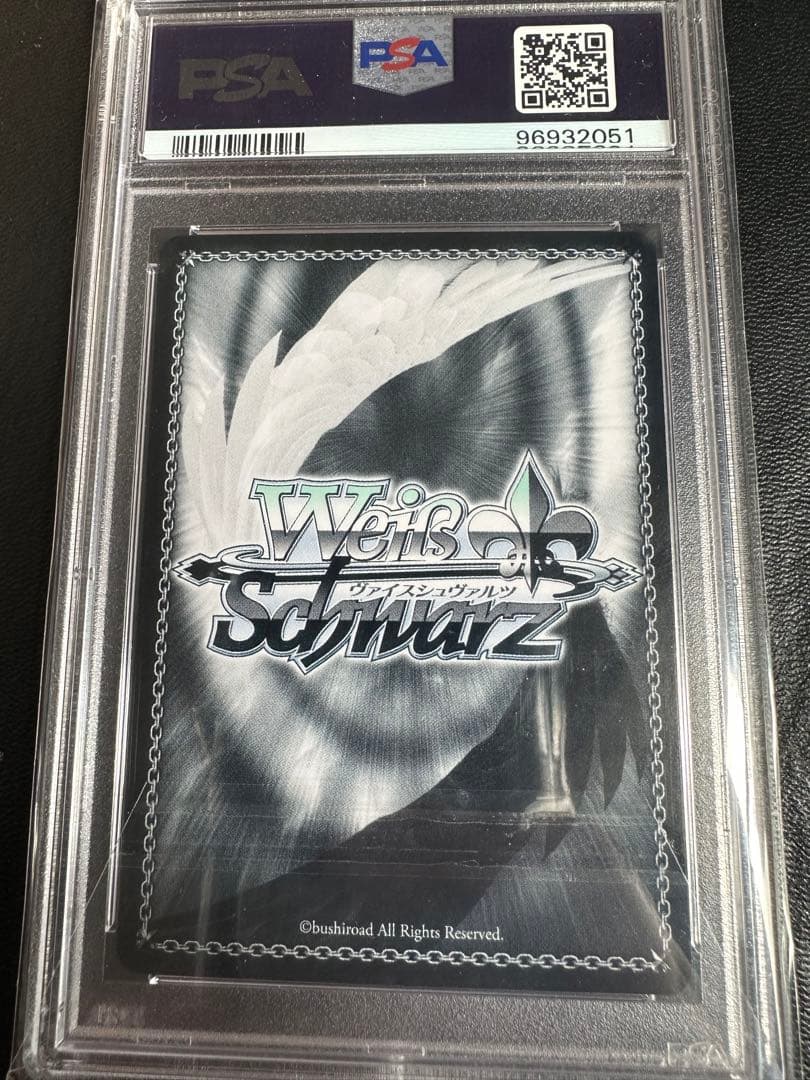 PSA
PSA
96932051
Weiß
ヴァイスシュヴァルツ
Schwarz
©bushiroad All Rights Reserved.
PSA